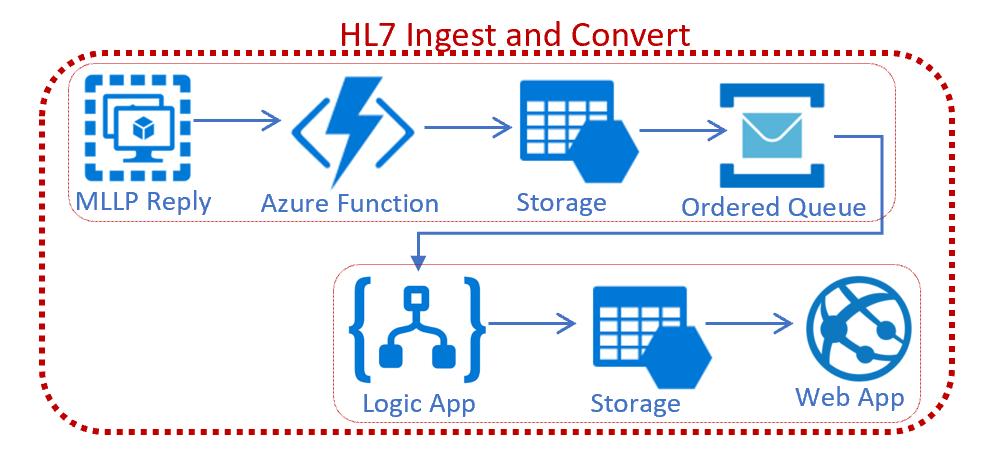 HL7 Ingest and Convert
MLLP Reply
Azure Function
Storage
Ordered Queue
Logic App
Storage
Web App